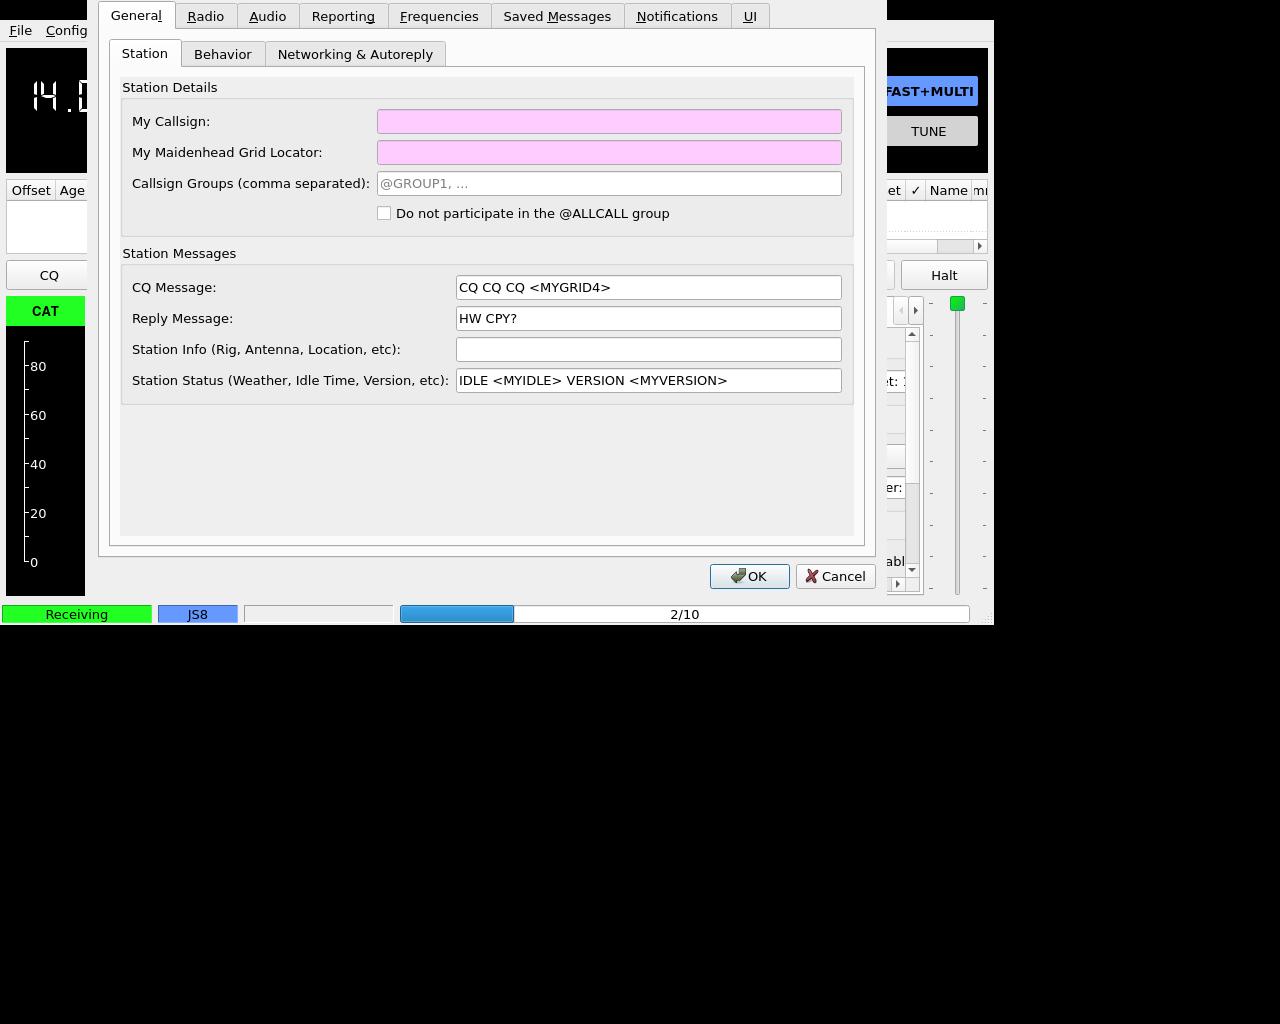 General Radio Audio Reporting Frequencies Saved Messages Notifications UI
File Config
Station Behavior Networking & Autoreply
Station Details
14.0
FAST+MULTI
My Callsign:
TUNE
My Maidenhead Grid Locator:
Callsign Groups (comma separated): @GROUP1, ...
Offset Age
et ✓ Name
Do not participate in the @ALLCALL group
Station Messages
CQ
Halt
CQ Message: CQ CQ CQ <MYGRID4>
CAT
Reply Message: HW CPY?
Station Info (Rig, Antenna, Location, etc):
80
Station Status (Weather, Idle Time, Version, etc): IDLE <MYIDLE> VERSION <MYVERSION>
et:
60
40
er:
20
0
abl
OK Cancel
Receiving JS8 2/10